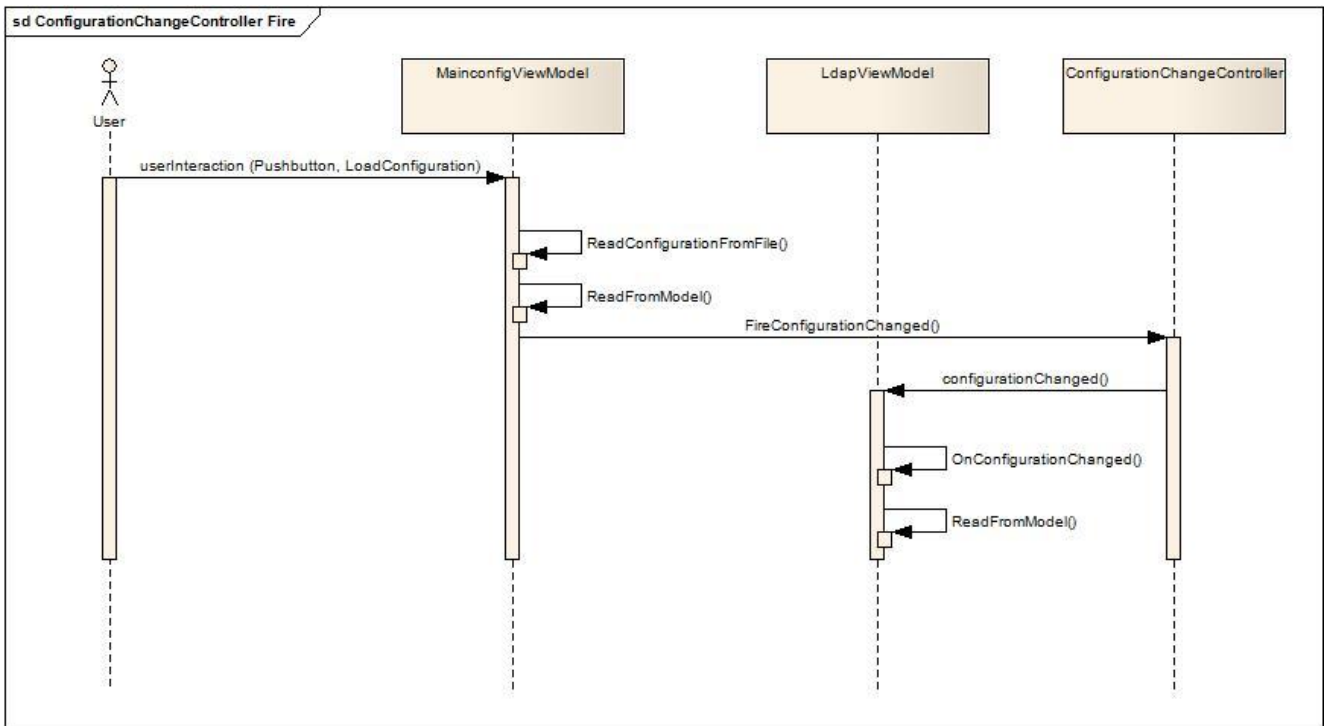 sd ConfigurationChangeController Fire
User
MainconfigViewModel
LdapViewModel
ConfigurationChangeController
userInteraction (Pushbutton, LoadConfiguration)
ReadConfigurationFromFile()
ReadFromModel()
FireConfigurationChanged()
configurationChanged()
OnConfigurationChanged()
ReadFromModel()